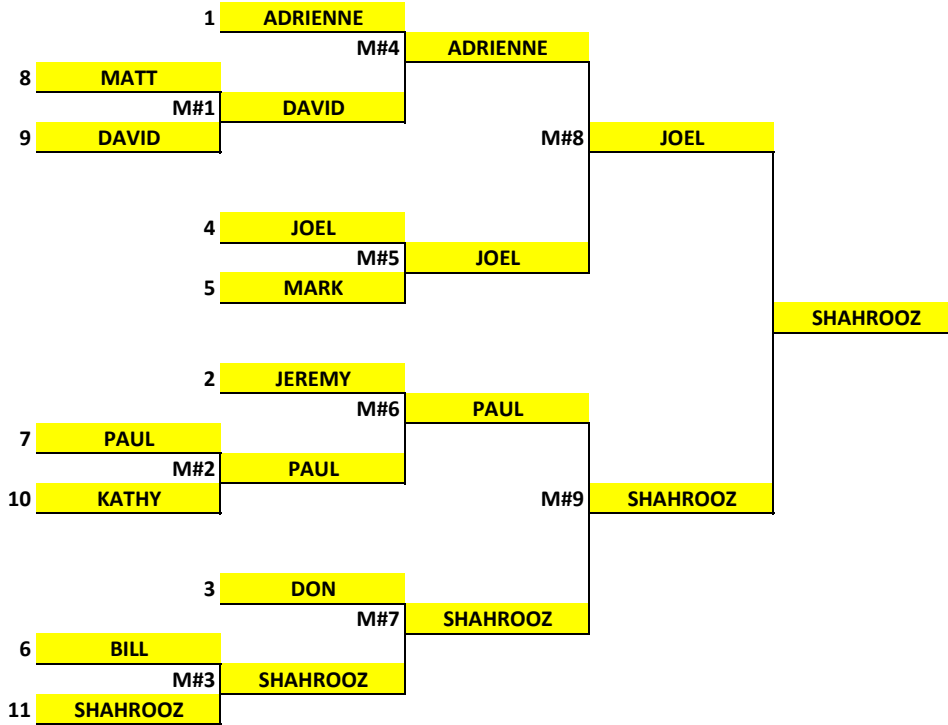 1 ADRIENNE
M#4 ADRIENNE
8 MATT
M#1 DAVID
9 DAVID M#8 JOEL
4 JOEL
M#5 JOEL
5 MARK
SHAHROOZ
2 JEREMY
M#6 PAUL
7 PAUL
M#2 PAUL
10 KATHY M#9 SHAHROOZ
3 DON
M#7 SHAHROOZ
6 BILL
M#3 SHAHROOZ
11 SHAHROOZ